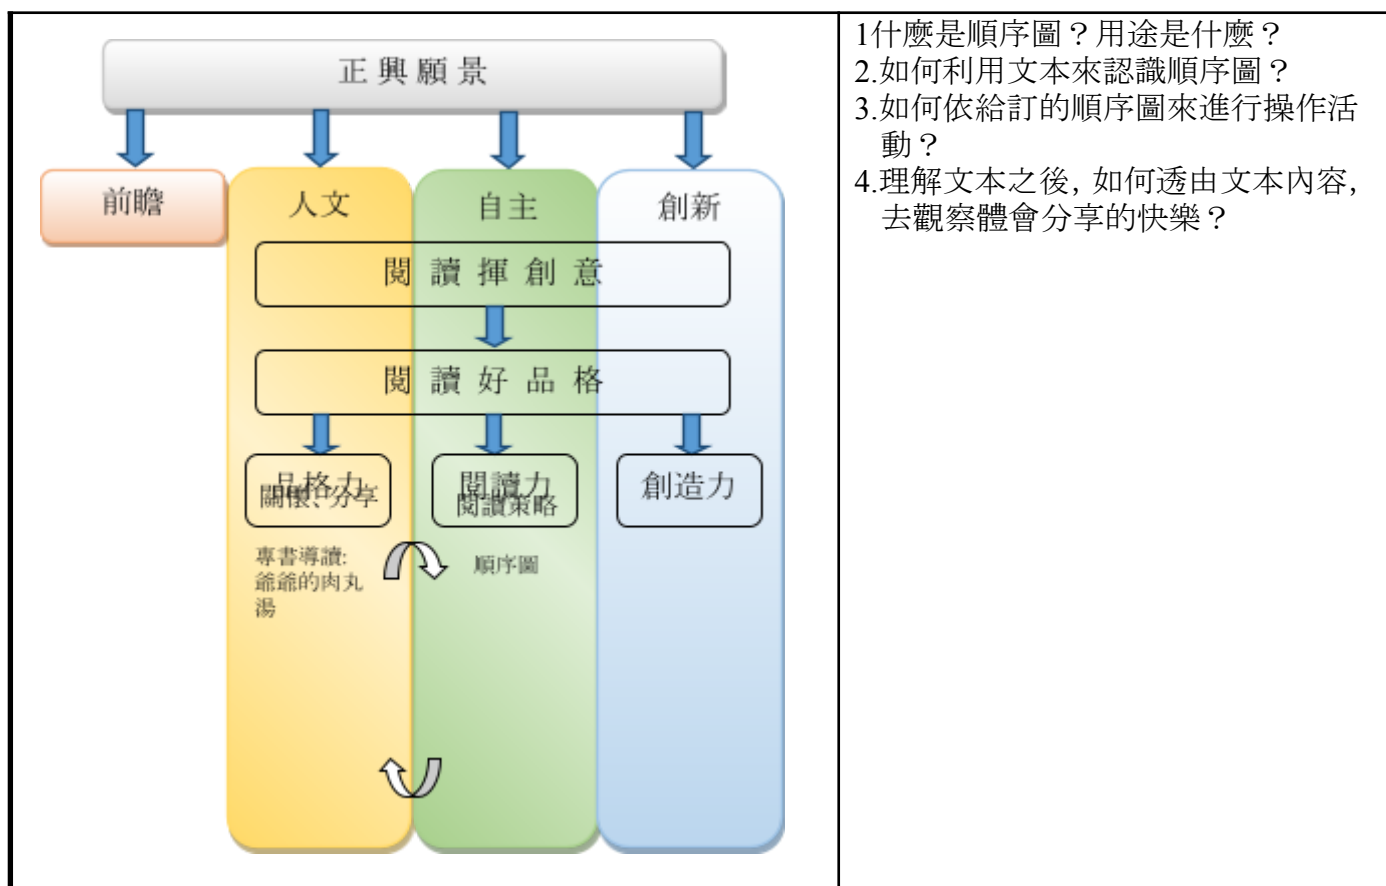 正興願景
前瞻
人文
自主
創新
閱讀揮創意
閱讀好品格
品格力
關懷、分享
閱讀力
閱讀策略
創造力
專書導讀:
爺爺的肉丸
湯
順序圖
1什麼是順序圖？用途是什麼？
2.如何利用文本來認識順序圖？
3.如何依給訂的順序圖來進行操作活
動？
4.理解文本之後, 如何透由文本內容,
去觀察體會分享的快樂？